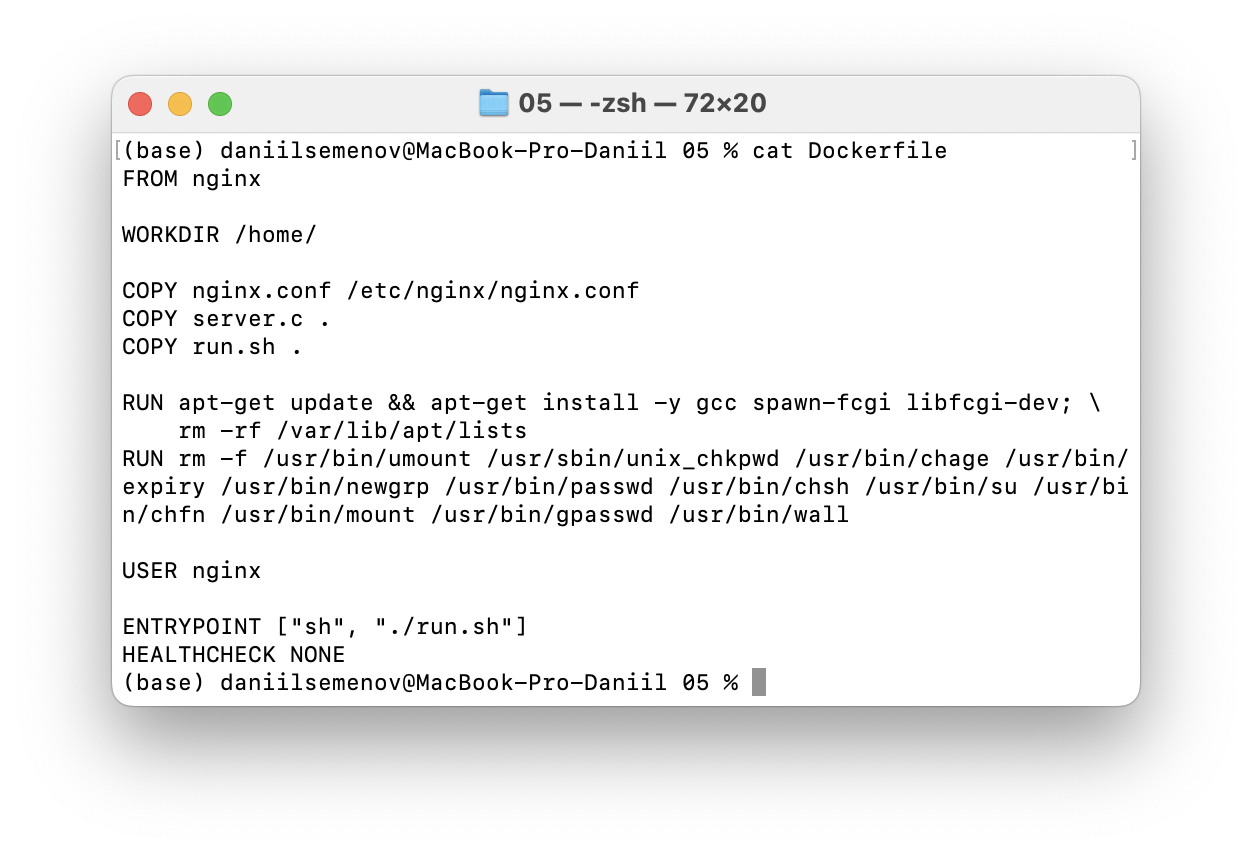 05 — -zsh — 72×20
[(base) daniilsemenov@MacBook-Pro-Daniil 05 % cat Dockerfile ]
FROM nginx
WORKDIR /home/
COPY nginx.conf /etc/nginx/nginx.conf
COPY server.c .
COPY run.sh .
RUN apt-get update && apt-get install -y gcc spawn-fcgi libfcgi-dev; \
    rm -rf /var/lib/apt/lists
RUN rm -f /usr/bin/umount /usr/sbin/unix_chkpwd /usr/bin/chage /usr/bin/
expiry /usr/bin/newgrp /usr/bin/passwd /usr/bin/chsh /usr/bin/su /usr/bi
n/chfn /usr/bin/mount /usr/bin/gpasswd /usr/bin/wall
USER nginx
ENTRYPOINT ["sh", "./run.sh"]
HEALTHCHECK NONE
(base) daniilsemenov@MacBook-Pro-Daniil 05 %